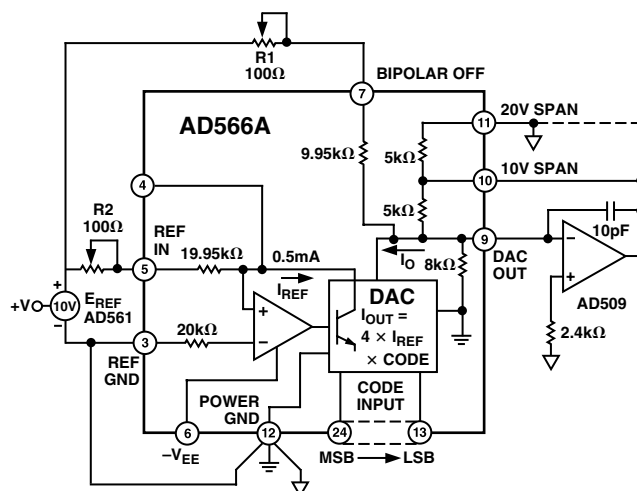 R1
100Ω
BIPOLAR OFF
7
AD566A
11
20V SPAN
9.95kΩ
5kΩ
10
10V SPAN
4
5kΩ
10pF
R2
100Ω
REF
IN
5
19.95kΩ
0.5mA
IREF
IO
8kΩ
9
DAC
OUT
−
+
AD509
2.4kΩ
+
+V
10V
−
EREF
AD561
+
−
DAC
IOUT =
4 × IREF
× CODE
3
20kΩ
REF
GND
POWER
GND
CODE
INPUT
6
12
24
13
−VEE
MSB
LSB